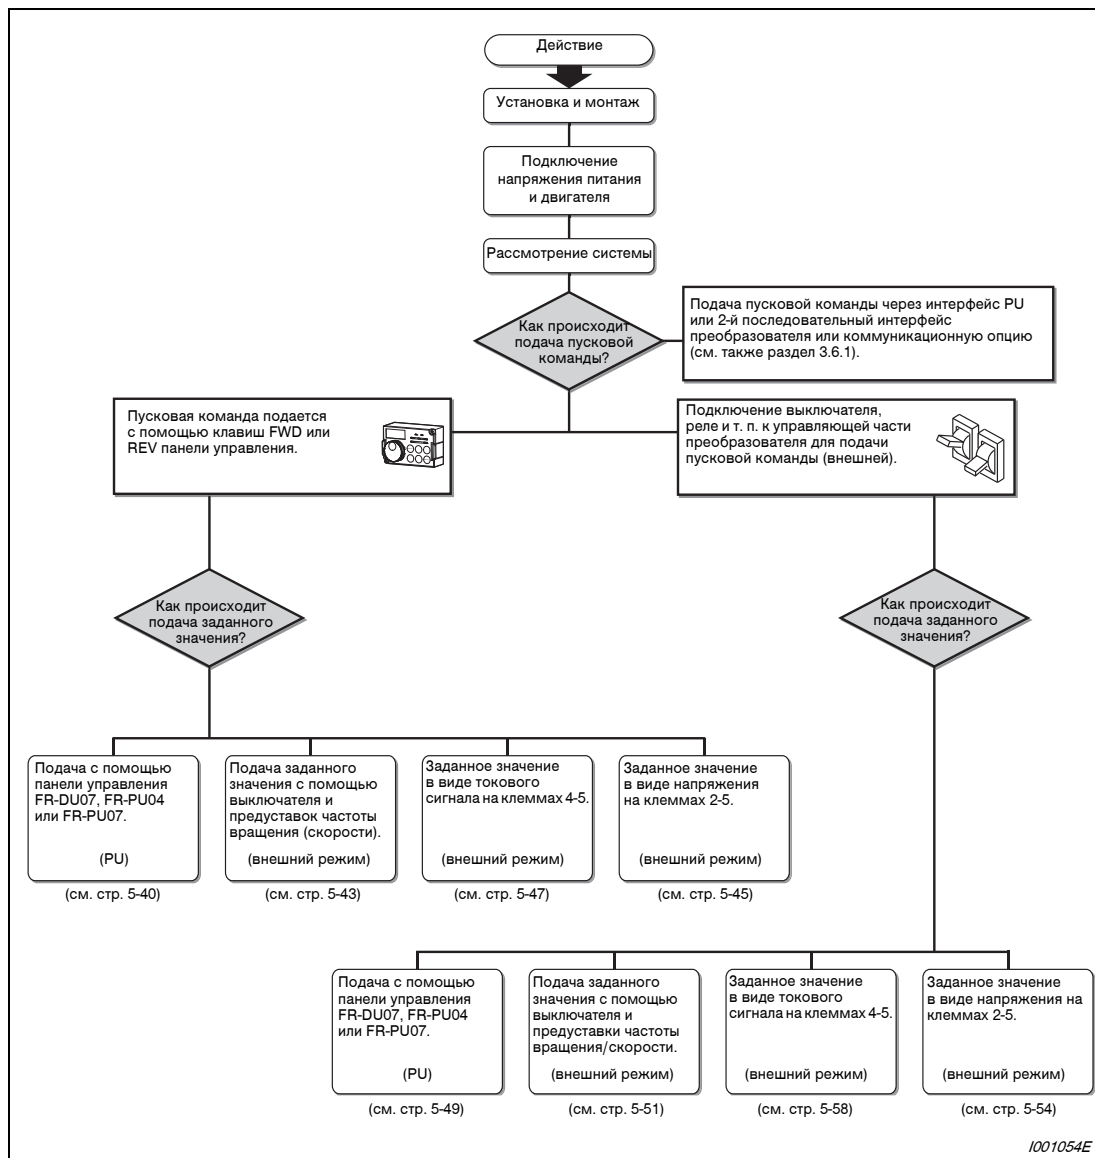 Действие
Установка и монтаж
Подключение
напряжения питания
и двигателя
Рассмотрение системы
Как происходит
подача пусковой
команды?
Подача пусковой команды через интерфейс PU
или 2-й последовательный интерфейс
преобразователя или коммуникационную опцию
(см. также раздел 3.6.1).
Пусковая команда подается
с помощью клавиш FWD или
REV панели управления.
Подключение выключателя,
реле и т. п. к управляющей части
преобразователя для подачи
пусковой команды (внешней).
Как происходит
подача заданного
значения?
Как происходит
подача заданного
значения?
Подача с помощью
панели управления
FR-DU07, FR-PU04
или FR-PU07.
(PU)
(см. стр. 5-40)
Подача заданного
значения с помощью
выключателя и
предуставок частоты
вращения (скорости).
(внешний режим)
(см. стр. 5-43)
Заданное значение
в виде токового
сигнала на клеммах 4-5.
(внешний режим)
(см. стр. 5-47)
Заданное значение
в виде напряжения
на клеммах 2-5.
(внешний режим)
(см. стр. 5-45)
Подача с помощью
панели управления
FR-DU07, FR-PU04
или FR-PU07.
(PU)
(см. стр. 5-49)
Подача заданного
значения с помощью
выключателя и
предуставки частоты
вращения/скорости.
(внешний режим)
(см. стр. 5-51)
Заданное значение
в виде токового
сигнала на клеммах 4-5.
(внешний режим)
(см. стр. 5-58)
Заданное значение
в виде напряжения на
клеммах 2-5.
(внешний режим)
(см. стр. 5-54)
I001054E